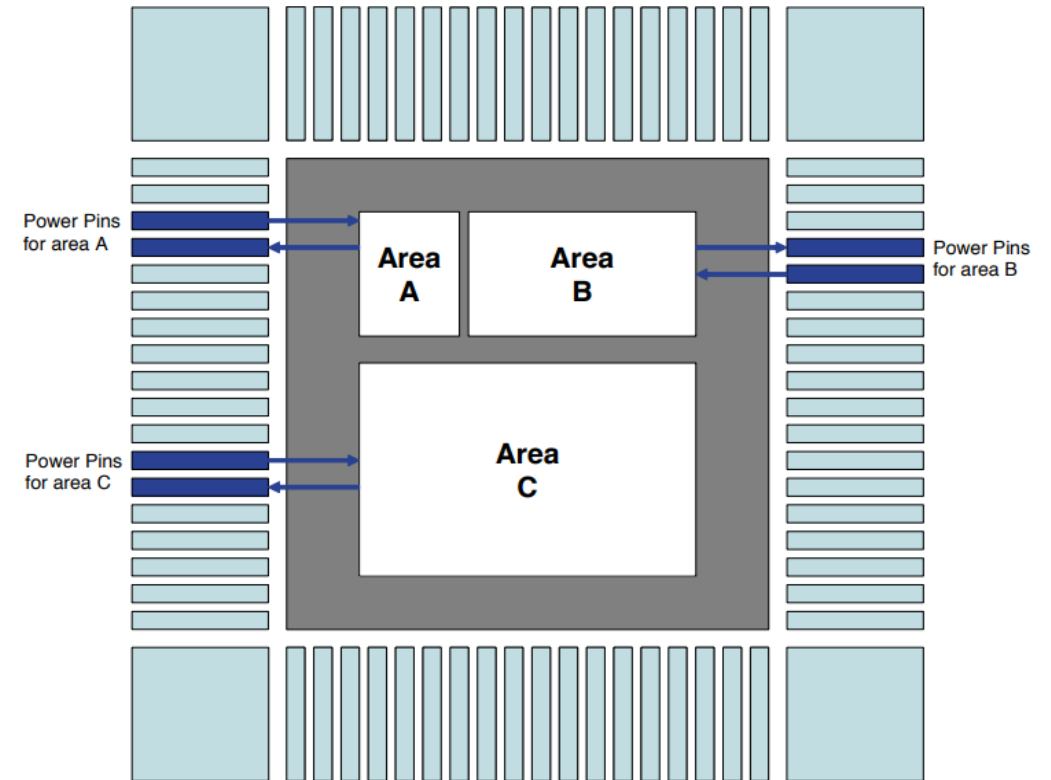 Power Pins
for area A
Area
A
Area
B
Power Pins
for area B
Power Pins
for area C
Area
C